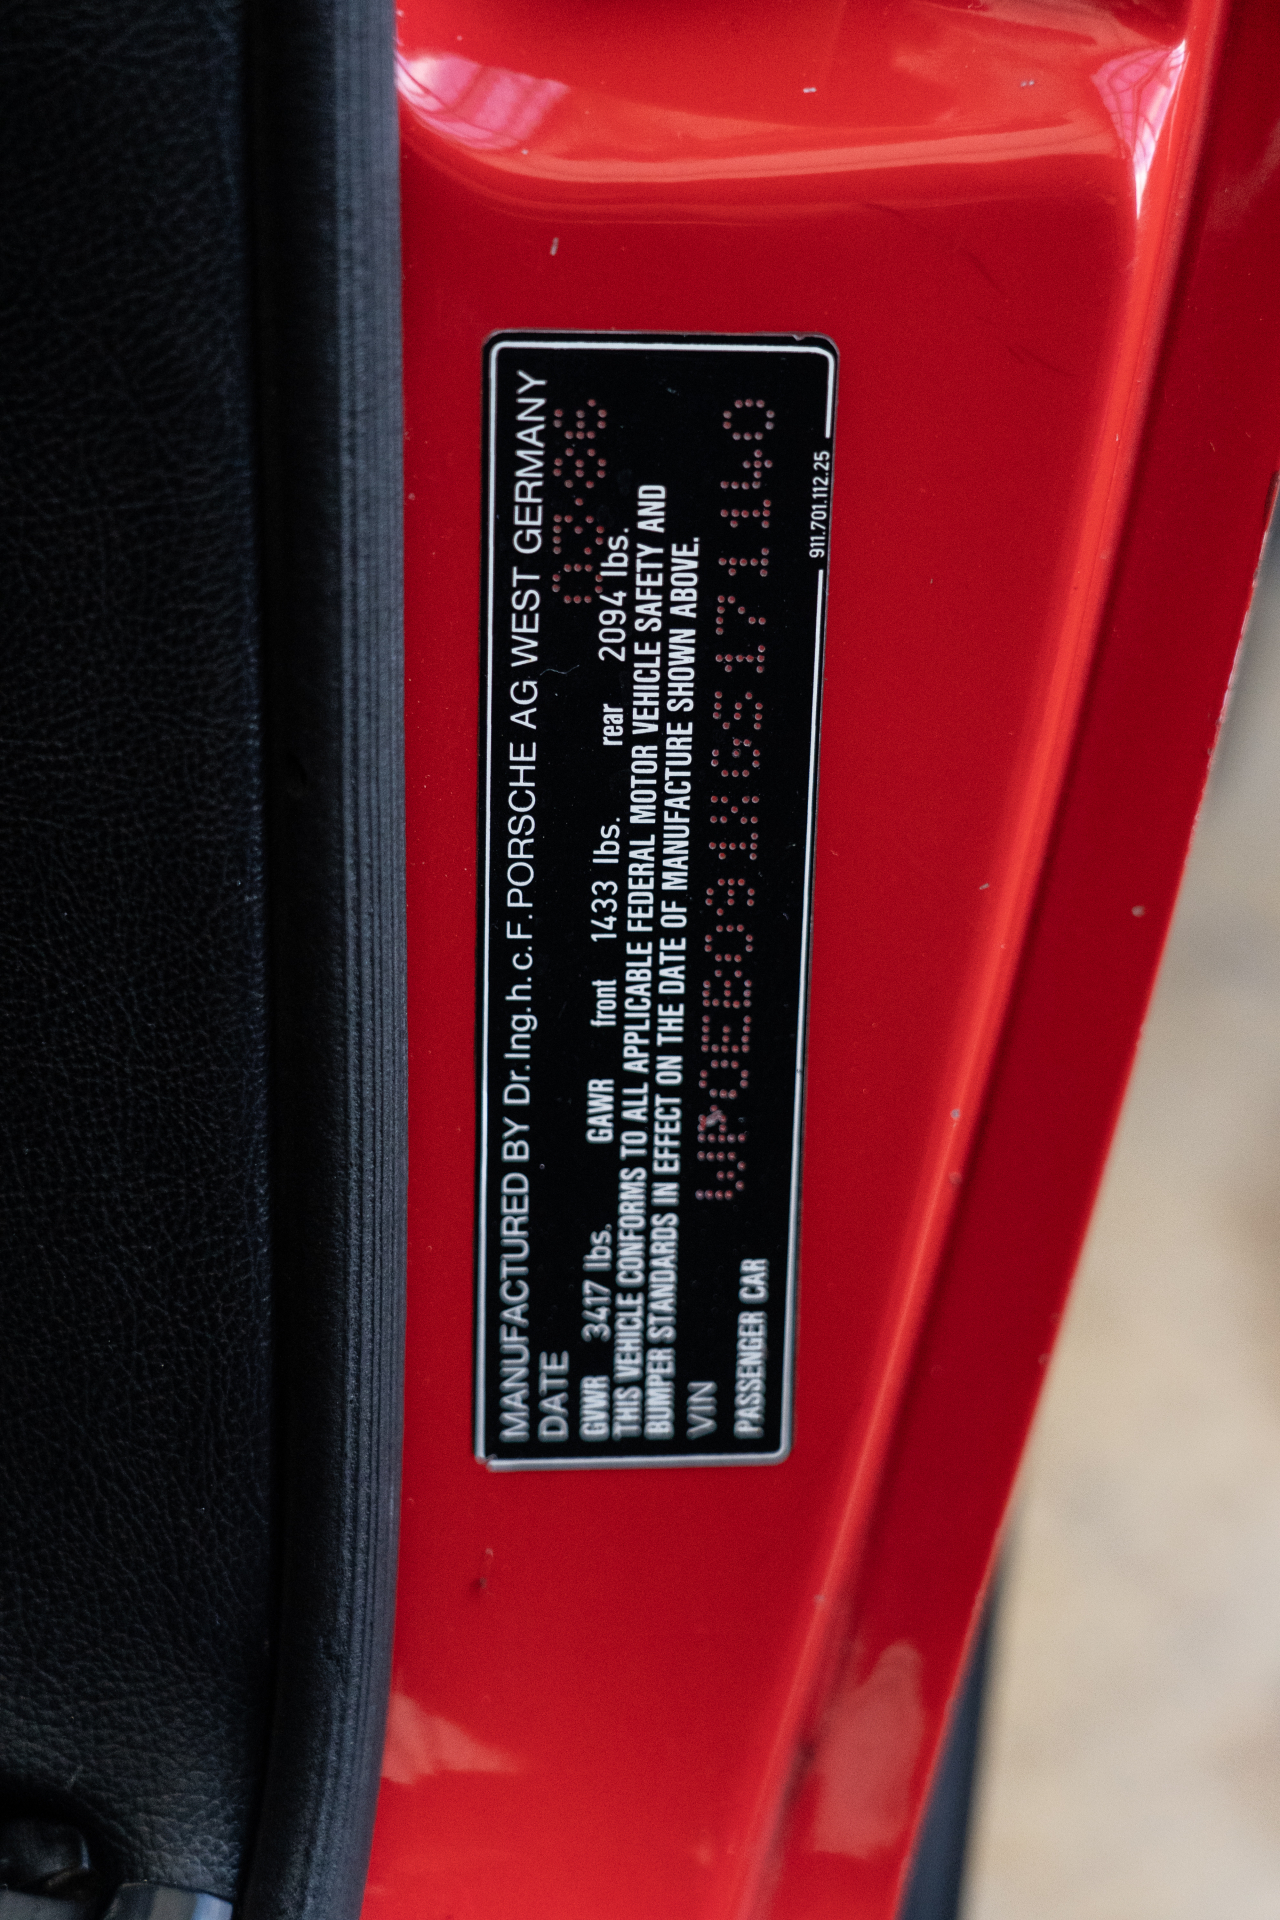 MANUFACTURED BY Dr.Ing.h.c.F.PORSCHE AG WEST GERMANY
DATE
GVWR 3417 lbs. GAWR front 1433 lbs. rear 2094 lbs.
THIS VEHICLE CONFORMS TO ALL APPLICABLE FEDERAL MOTOR VEHICLE SAFETY AND
BUMPER STANDARDS IN EFFECT ON THE DATE OF MANUFACTURE SHOWN ABOVE.
VIN WP0EB091XGS171140
PASSENGER CAR
911.701.112.25